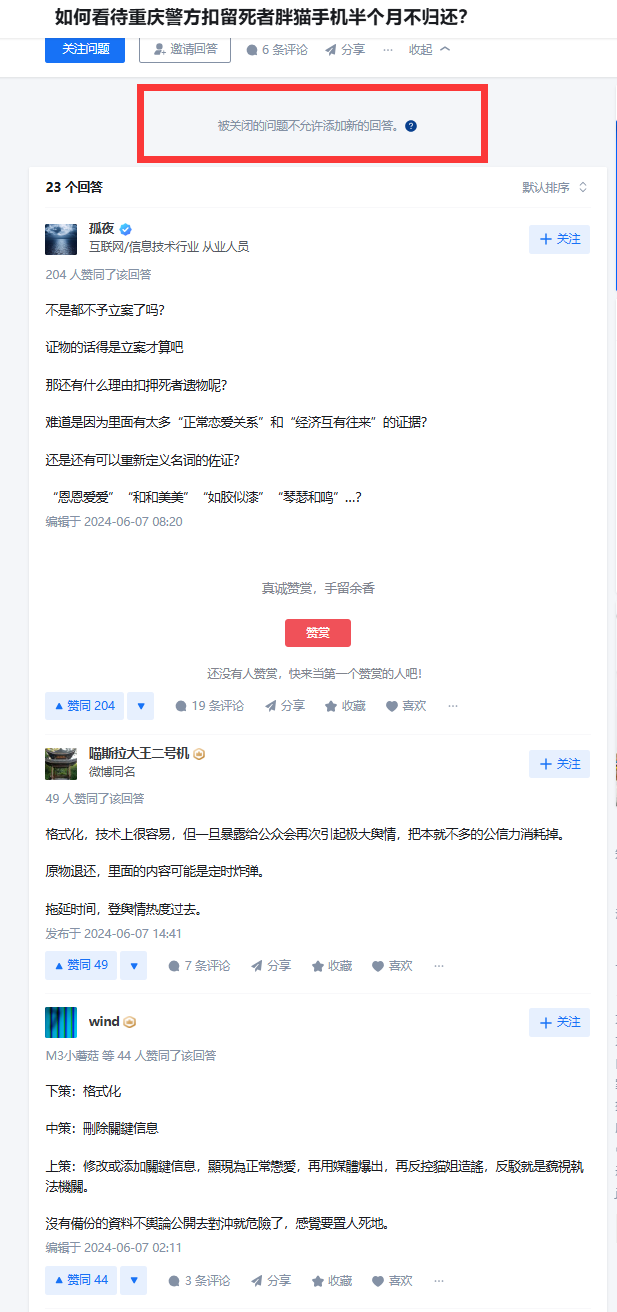 如何看待重庆警方扣留死者胖猫手机半个月不归还？
关注问题 邀请回答 6 条评论 分享 ··· 收起
被关闭的问题不允许添加新的回答。
23 个回答 默认排序
孤夜
互联网/信息技术行业 从业人员
+ 关注
204 人赞同了该回答
不是都不予立案了吗？
证物的话得是立案才算吧
那还有什么理由扣押死者遗物呢？
难道是因为里面有太多“正常恋爱关系”和“经济互有往来”的证据？
还是还有可以重新定义名词的佐证？
“恩恩爱爱”“和和美美”“如胶似漆”“琴瑟和鸣”...？
编辑于 2024-06-07 08:20
真诚赞赏，手留余香
赞赏
还没有人赞赏，快来当第一个赞赏的人吧！
赞同 204 19 条评论 分享 收藏 喜欢 ···
喵斯拉大王二号机
微博同名
+ 关注
49 人赞同了该回答
格式化，技术上很容易，但一旦暴露给公众会再次引起极大舆情，把本就不多的公信力消耗掉。
原物退还，里面的内容可能是定时炸弹。
拖延时间，登舆情热度过去。
发布于 2024-06-07 14:41
赞同 49 7 条评论 分享 收藏 喜欢 ···
wind
+ 关注
M3小蘑菇 等 44 人赞同了该回答
下策：格式化
中策：刪除關鍵信息
上策：修改或添加關鍵信息，顯現為正常戀愛，再用媒體爆出，再反控貓姐造謠，反駁就是藐視執
法機關。
沒有備份的資料不輿論公開去對沖就危險了，感覺要置人死地。
编辑于 2024-06-07 02:11
赞同 44 3 条评论 分享 收藏 喜欢 ···